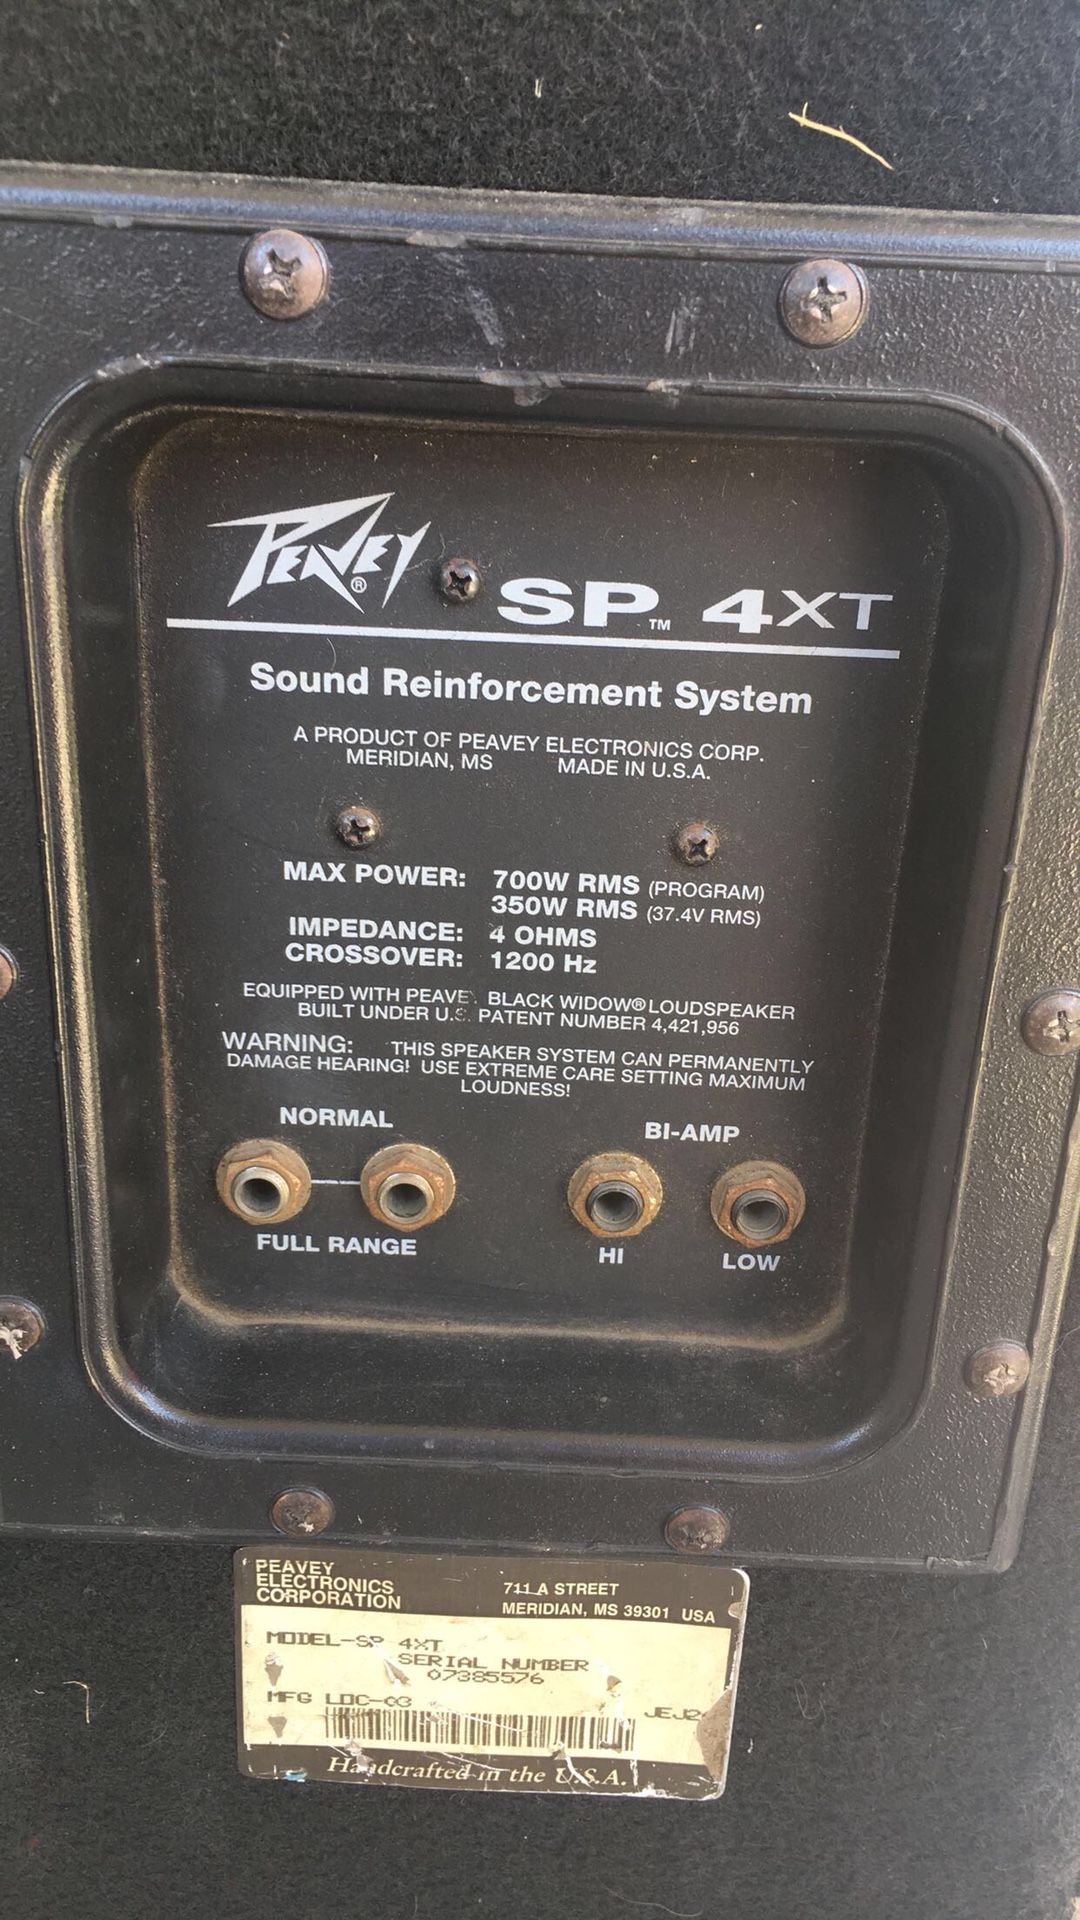 PEAVEY ® SP™ 4XT
Sound Reinforcement System
A PRODUCT OF PEAVEY ELECTRONICS CORP.
MERIDIAN, MS MADE IN U.S.A.
MAX POWER: 700W RMS (PROGRAM)
350W RMS (37.4V RMS)
IMPEDANCE: 4 OHMS
CROSSOVER: 1200 Hz
EQUIPPED WITH PEAVEY BLACK WIDOW® LOUDSPEAKER
BUILT UNDER U.S. PATENT NUMBER 4,421,956
WARNING: THIS SPEAKER SYSTEM CAN PERMANENTLY
DAMAGE HEARING! USE EXTREME CARE SETTING MAXIMUM
LOUDNESS!
NORMAL BI-AMP
FULL RANGE HI LOW
PEAVEY
ELECTRONICS
CORPORATION
711 A STREET
MERIDIAN, MS 39301 USA
MODEL-SP 4XT
SERIAL NUMBER
07385576
MFG LOC-03
Handcrafted in the U.S.A.